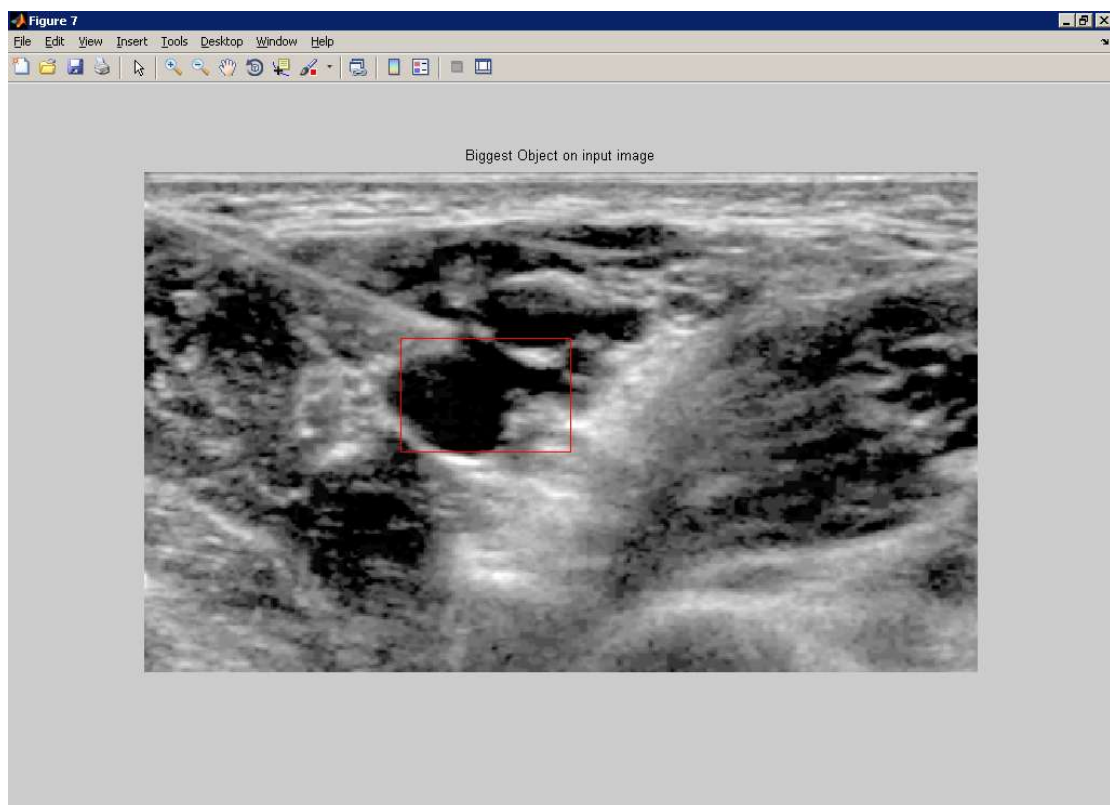 Figure 7
File Edit View Insert Tools Desktop Window Help
Biggest Object on input image